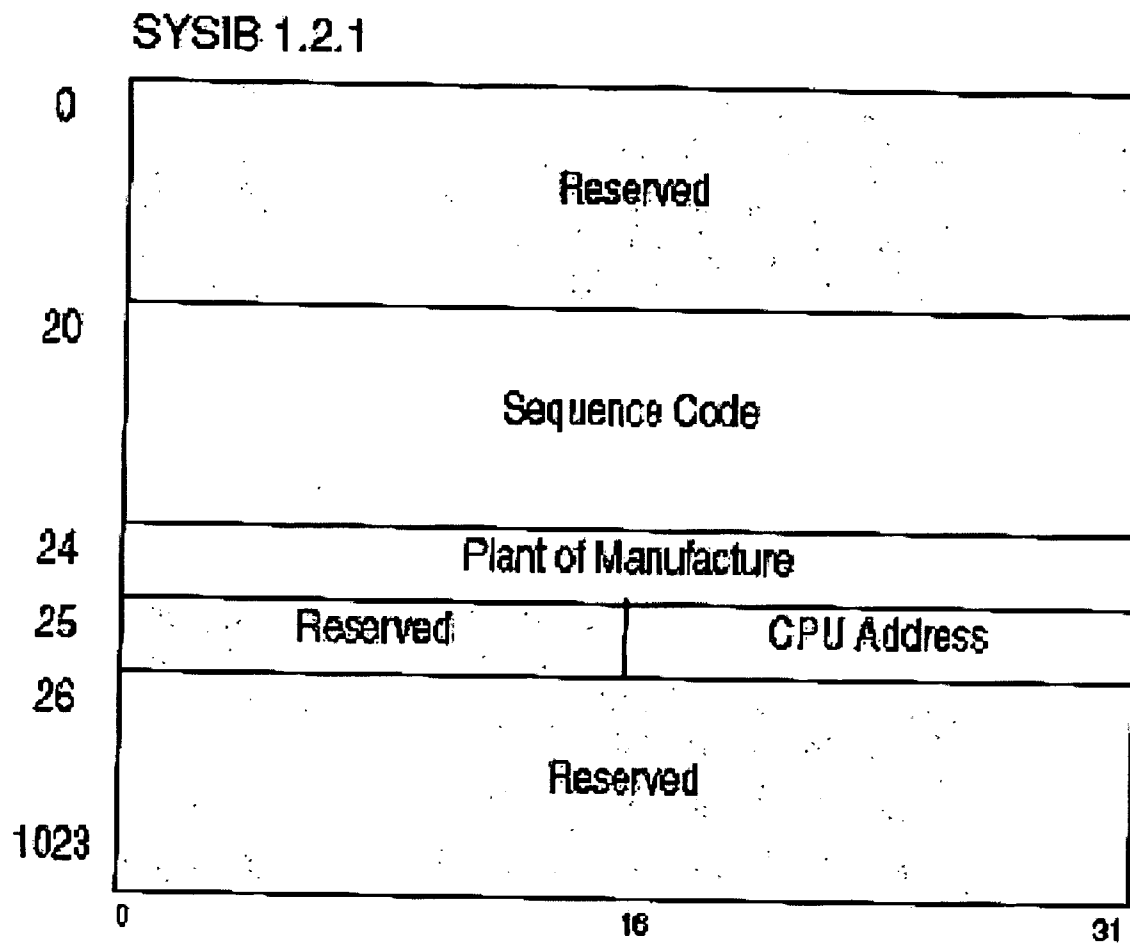 SYSIB 1.2.1
0
Reserved
20
Sequence Code
24
Plant of Manufacture
25
Reserved CPU Address
26
Reserved
1023
0 16 31